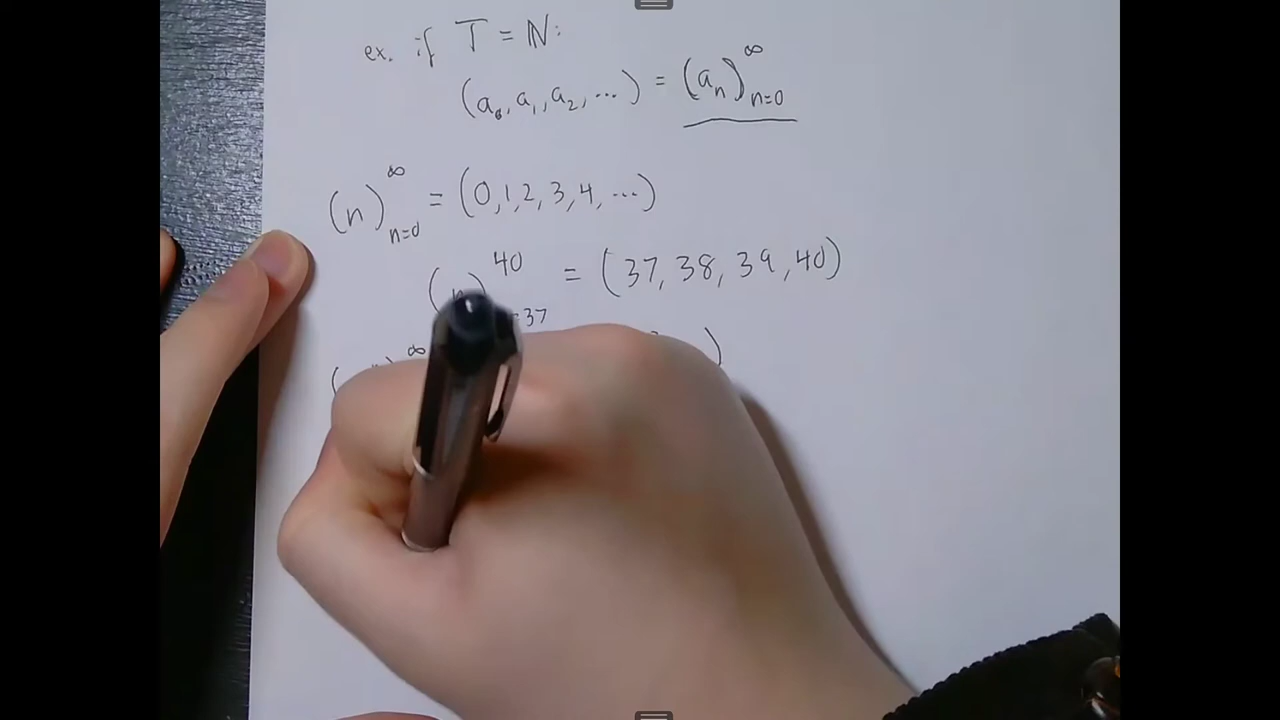 ex. if T = ℕ:
(a₀, a₁, a₂, ...) = (aₙ)^∞_{n=0}
(n)^∞_{n=0} = (0, 1, 2, 3, 4, ...)
(n)^{40}_{=37} = (37, 38, 39, 40)
( )^∞ )